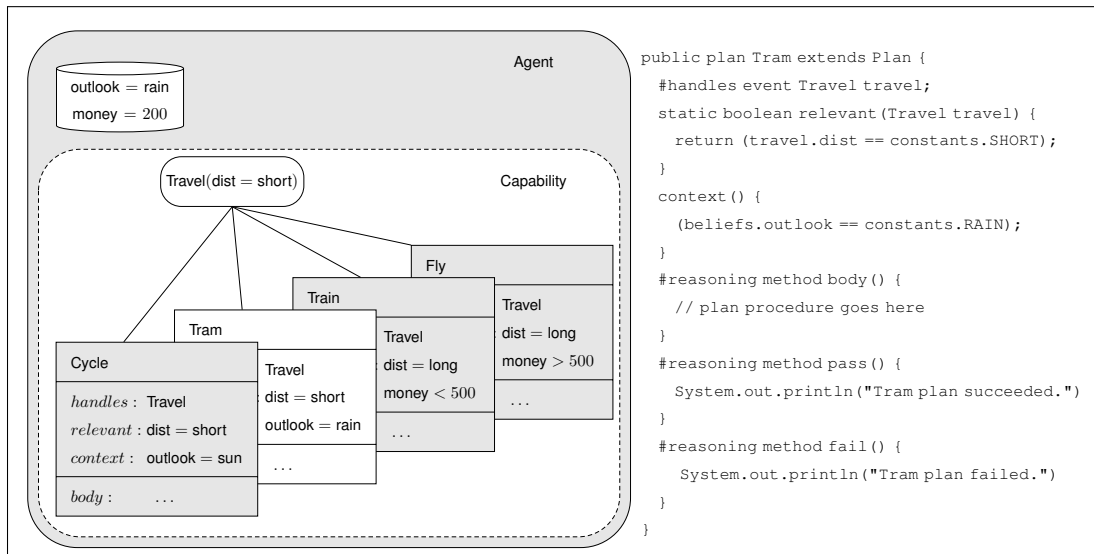 Agent
outlook = rain
money = 200
Capability
Travel(dist = short)
Fly
Travel
: dist = long
money > 500
...
Train
Travel
: dist = long
money < 500
...
Tram
Travel
: dist = short
outlook = rain
...
Cycle
handles : Travel
relevant : dist = short
context : outlook = sun
body : ...
public plan Tram extends Plan {
#handles event Travel travel;
static boolean relevant(Travel travel) {
return (travel.dist == constants.SHORT);
}
context() {
(beliefs.outlook == constants.RAIN);
}
#reasoning method body() {
// plan procedure goes here
}
#reasoning method pass() {
System.out.println("Tram plan succeeded.")
}
#reasoning method fail() {
System.out.println("Tram plan failed.")
}
}